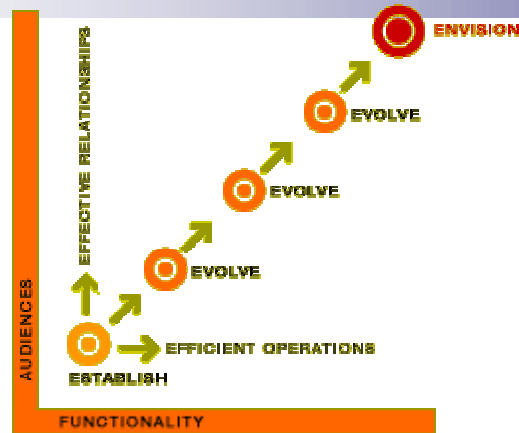 ENVISION
EFFECTIVE RELATIONSHIPS
EVOLVE
EVOLVE
EVOLVE
AUDIENCES
EFFICIENT OPERATIONS
ESTABLISH
FUNCTIONALITY